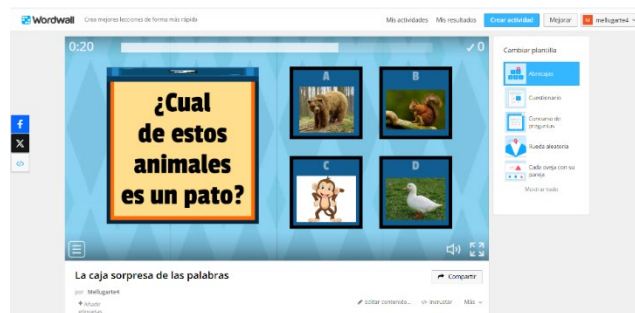 Wordwall Crea mejores lecciones de forma más rápida
Mis actividades Mis resultados Crear actividad Mejorar M mellugarte4
0:20
✓ 0
¿Cual
de estos
animales
es un pato?
A
B
C
D
Cambiar plantilla
Abrecajas
Cuestionario
Concurso de
preguntas
Rueda aleatoria
Cada oveja con su
pareja
Mostrar todo
La caja sorpresa de las palabras
Compartir
por Mellugarte4
+ Añadir
etiquetas
Editar contenido... Incrustar Más